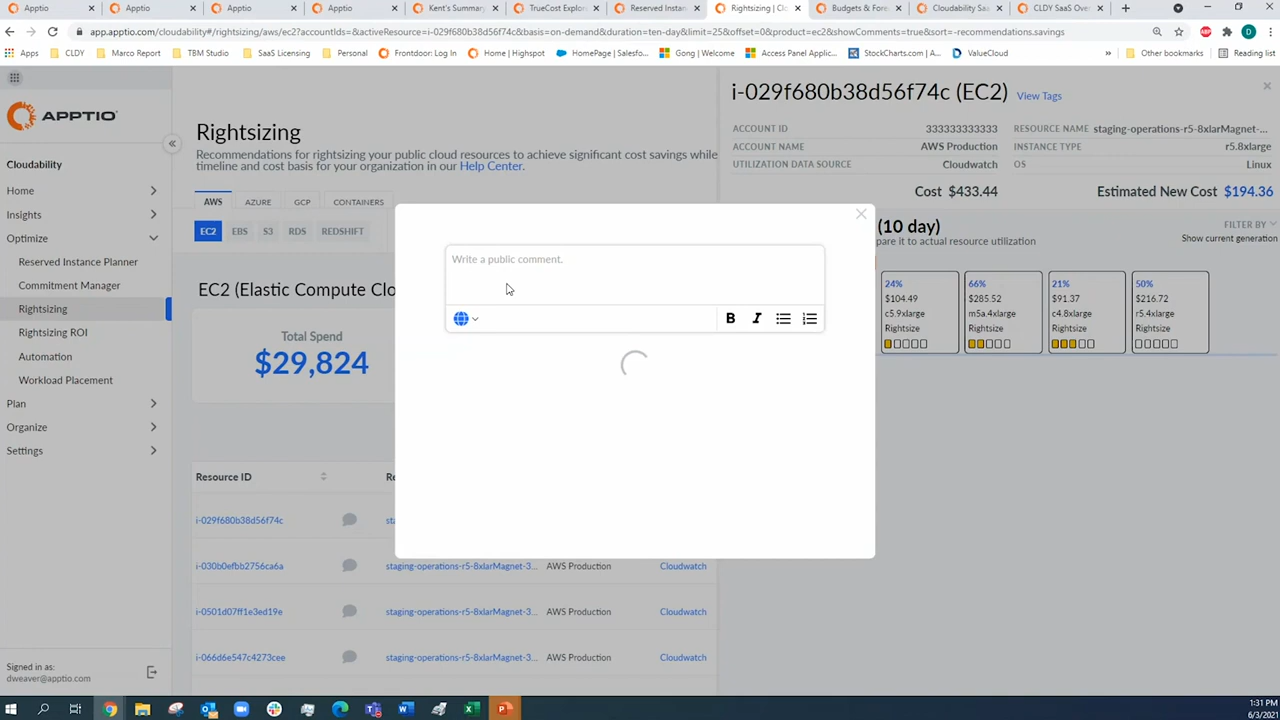 Apptio
Apptio
Apptio
Apptio
Kent's Summary
TrueCost Explor
Reserved Instan
Rightsizing | Clo
Budgets & Fore
Cloudability Saa
CLDY SaaS Ove
app.apptio.com/cloudability#/rightsizing/aws/ec2?accountIds=&activeResource=i-029f680b38d56f74c&basis=on-demand&duration=ten-day&limit=25&offset=0&product=ec2&showComments=true&sort=-recommendations.savings
ABP
D
Apps
CLDY
Marco Report
TBM Studio
SaaS Licensing
Personal
Frontdoor: Log In
Home | Highspot
HomePage | Salesfo...
Gong | Welcome
Access Panel Applic...
StockCharts.com | A...
ValueCloud
»
Other bookmarks
Reading list
APPTIO
Cloudability
Home
Insights
Optimize
Reserved Instance Planner
Commitment Manager
Rightsizing
Rightsizing ROI
Automation
Workload Placement
Plan
Organize
Settings
Signed in as:
dweaver@apptio.com
Rightsizing
Recommendations for rightsizing your public cloud resources to achieve significant cost savings while
timeline and cost basis for your organization in our Help Center.
AWS AZURE GCP CONTAINERS
EC2 EBS S3 RDS REDSHIFT
EC2 (Elastic Compute Clo
Total Spend
$29,824
Resource ID Re
i-029f680b38d56f74c sta
i-030b0efbb2756ca6a staging-operations-r5-8xlarMagnet-3... AWS Production Cloudwatch
i-0501d07ff1e3ed19e staging-operations-r5-8xlarMagnet-3... AWS Production Cloudwatch
i-066d6e547c4273cee staging-operations-r5-8xlarMagnet-3... AWS Production Cloudwatch
Write a public comment.
B I
i-029f680b38d56f74c (EC2) View Tags
ACCOUNT ID 333333333333 RESOURCE NAME staging-operations-r5-8xlarMagnet-...
ACCOUNT NAME AWS Production INSTANCE TYPE r5.8xlarge
UTILIZATION DATA SOURCE Cloudwatch OS Linux
Cost $433.44 Estimated New Cost $194.36
(10 day) FILTER BY
pare it to actual resource utilization Show current generation
24% 66% 21% 50%
$104.49 $285.52 $91.37 $216.72
c5.9xlarge m5a.4xlarge c4.8xlarge r5.4xlarge
Rightsize Rightsize Rightsize Rightsize
1:31 PM
6/3/2021